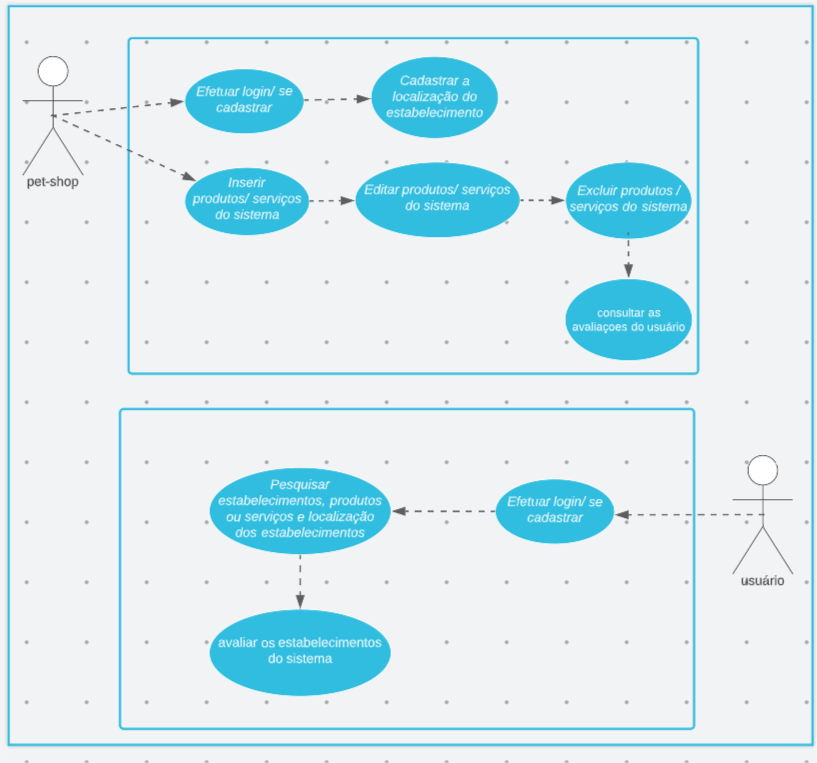 Efetuar login/ se
cadastrar
Cadastrar a
localização do
estabelecimento
pet-shop
Inserir
produtos/ serviços
do sistema
Editar produtos/ serviços
do sistema
Excluir produtos /
serviços do sistema
consultar as
avaliaçoes do usuário
Pesquisar
estabelecimentos, produtos
ou serviços e localização
dos estabelecimentos
Efetuar login/ se
cadastrar
usuário
avaliar os estabelecimentos
do sistema